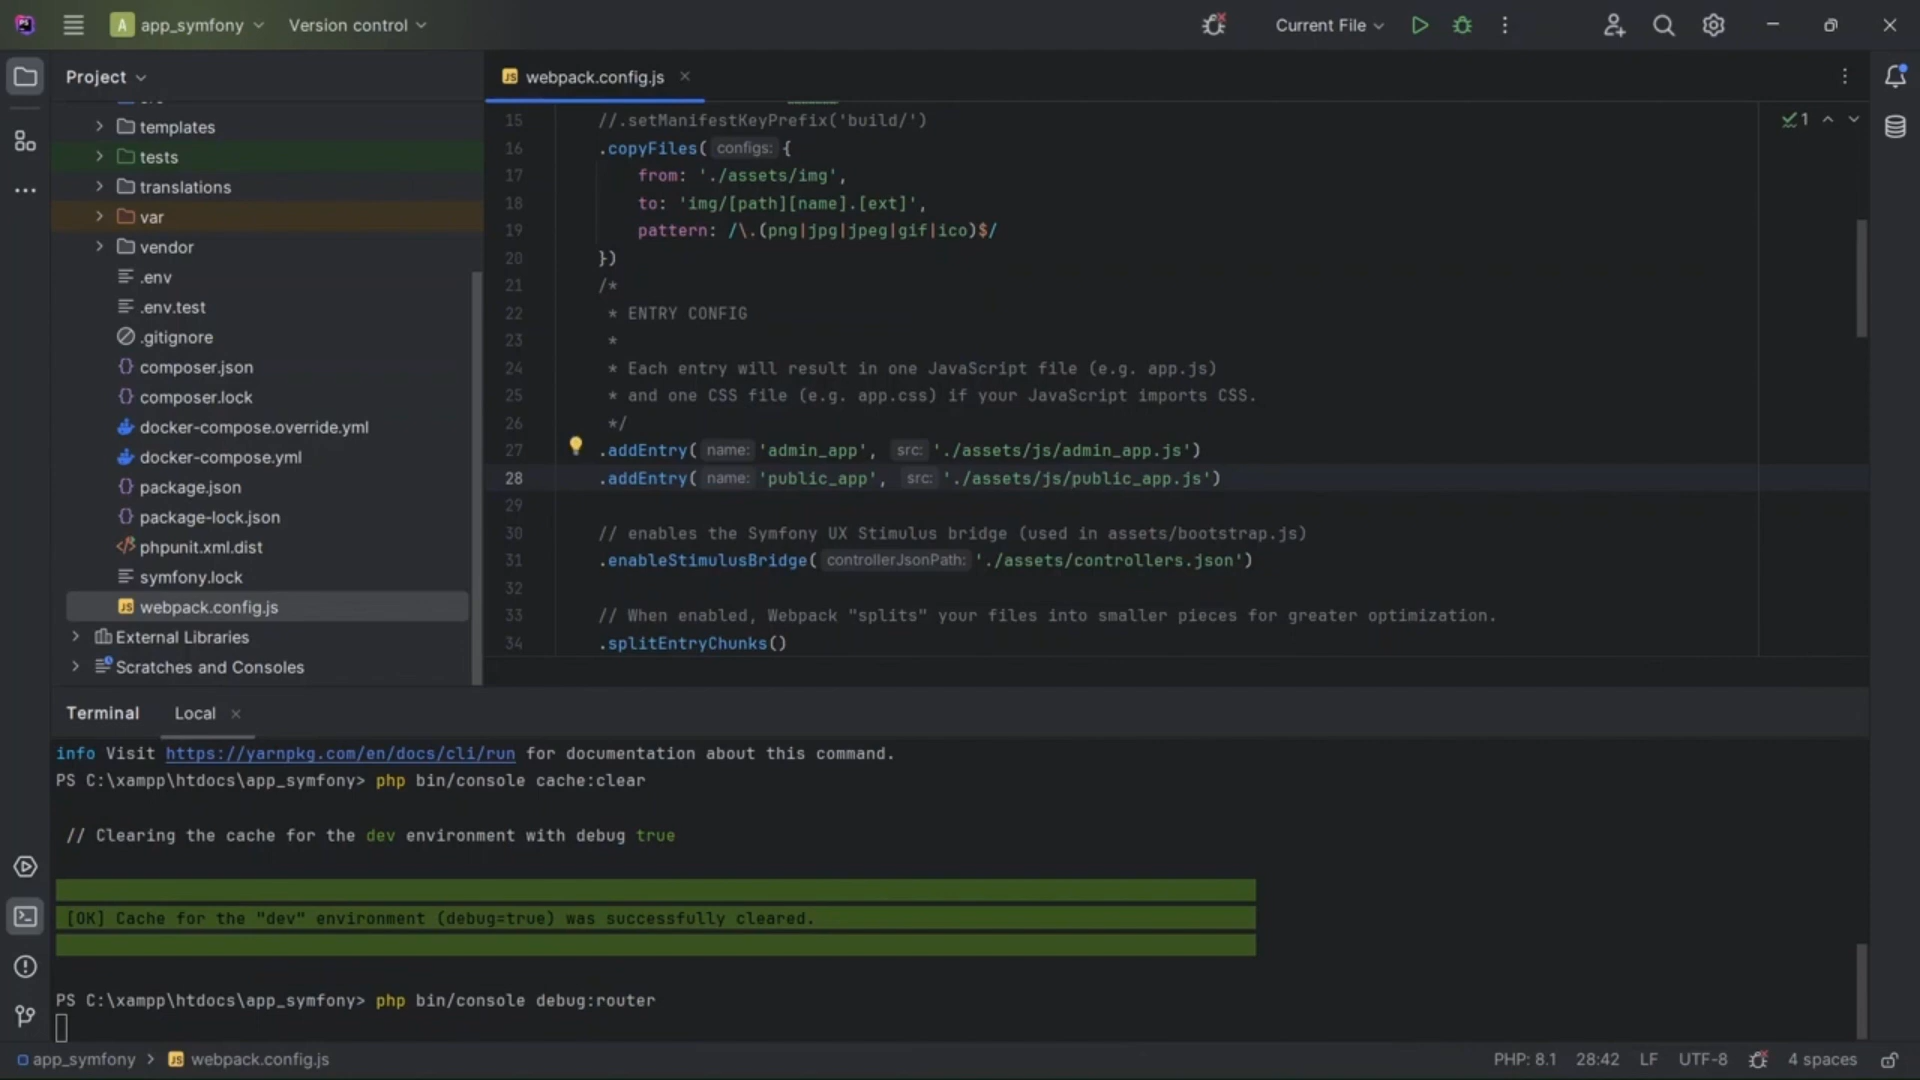 A app_symfony Version control Current File
Project
templates
tests
translations
var
vendor
.env
.env.test
.gitignore
composer.json
composer.lock
docker-compose.override.yml
docker-compose.yml
package.json
package-lock.json
phpunit.xml.dist
symfony.lock
webpack.config.js
External Libraries
Scratches and Consoles
webpack.config.js
1
15 //.setManifestKeyPrefix('build/')
16 .copyFiles( configs: {
17 from: './assets/img',
18 to: 'img/[path][name].[ext]',
19 pattern: /\.(png|jpg|jpeg|gif|ico)$/
20 })
21 /*
22 * ENTRY CONFIG
23 *
24 * Each entry will result in one JavaScript file (e.g. app.js)
25 * and one CSS file (e.g. app.css) if your JavaScript imports CSS.
26 */
27 .addEntry( name: 'admin_app', src: './assets/js/admin_app.js')
28 .addEntry( name: 'public_app', src: './assets/js/public_app.js')
29
30 // enables the Symfony UX Stimulus bridge (used in assets/bootstrap.js)
31 .enableStimulusBridge( controllerJsonPath: './assets/controllers.json')
32
33 // When enabled, Webpack "splits" your files into smaller pieces for greater optimization.
34 .splitEntryChunks()
Terminal Local
info Visit https://yarnpkg.com/en/docs/cli/run for documentation about this command.
PS C:\xampp\htdocs\app_symfony> php bin/console cache:clear
// Clearing the cache for the dev environment with debug true
[OK] Cache for the "dev" environment (debug=true) was successfully cleared.
PS C:\xampp\htdocs\app_symfony> php bin/console debug:router
app_symfony > JS webpack.config.js PHP: 8.1 28:42 LF UTF-8 4 spaces